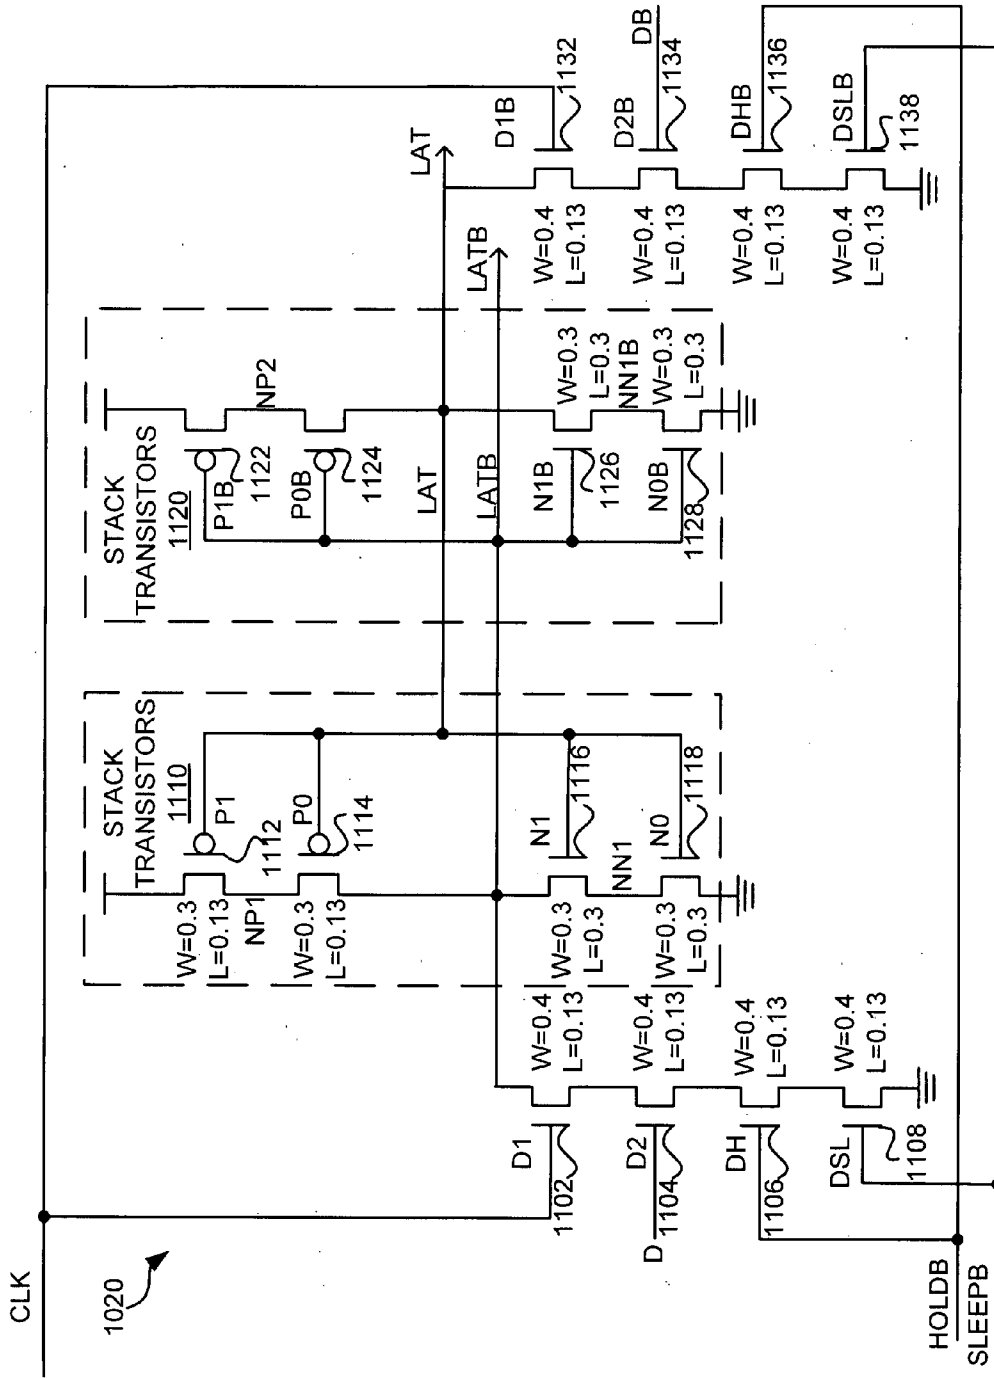 CLK
1020
HOLDB
SLEEPB
D1
1102
D
D2
1104
DH
1106
DSL
1108
W=0.4
L=0.13
W=0.4
L=0.13
W=0.4
L=0.13
W=0.4
L=0.13
STACK
TRANSISTORS
1110
P1
1112
W=0.3
L=0.13
NP1
P0
1114
W=0.3
L=0.13
N1
1116
W=0.3
L=0.3
NN1
N0
1118
W=0.3
L=0.3
STACK
TRANSISTORS
1120
P1B
1122
NP2
P0B
1124
LAT
LATB
N1B
1126
W=0.3
L=0.3
NN1B
N0B
1128
W=0.3
L=0.3
LAT
LATB
D1B
1132
W=0.4
L=0.13
D2B
DB
1134
W=0.4
L=0.13
DHB
1136
W=0.4
L=0.13
DSLB
1138
W=0.4
L=0.13